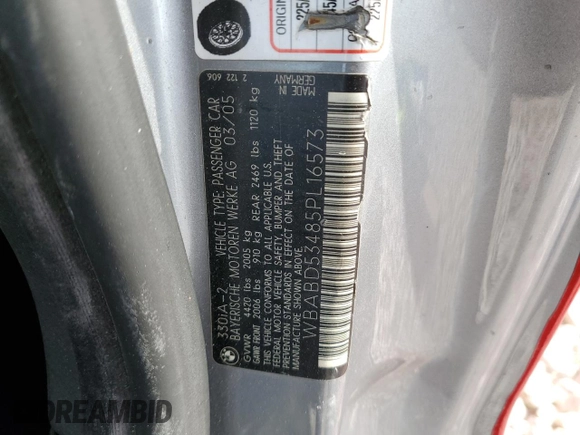 ORIGIN
330IA-2 VEHICLE TYPE: PASSENGER CAR
BAYERISCHE MOTOREN WERKE AG 03/05
GVWR 4420 lbs 2005 kg
GAWR FRONT 2006 lbs 910 kg REAR 2469 lbs 1120 kg
THIS VEHICLE CONFORMS TO ALL APPLICABLE U.S.
FEDERAL MOTOR VEHICLE SAFETY, BUMPER AND THEFT
PREVENTION STANDARDS IN EFFECT ON THE DATE OF
MANUFACTURE SHOWN ABOVE.
WBABD53485PL16573
2 122 606
MADE IN
GERMANY
DREAMBID